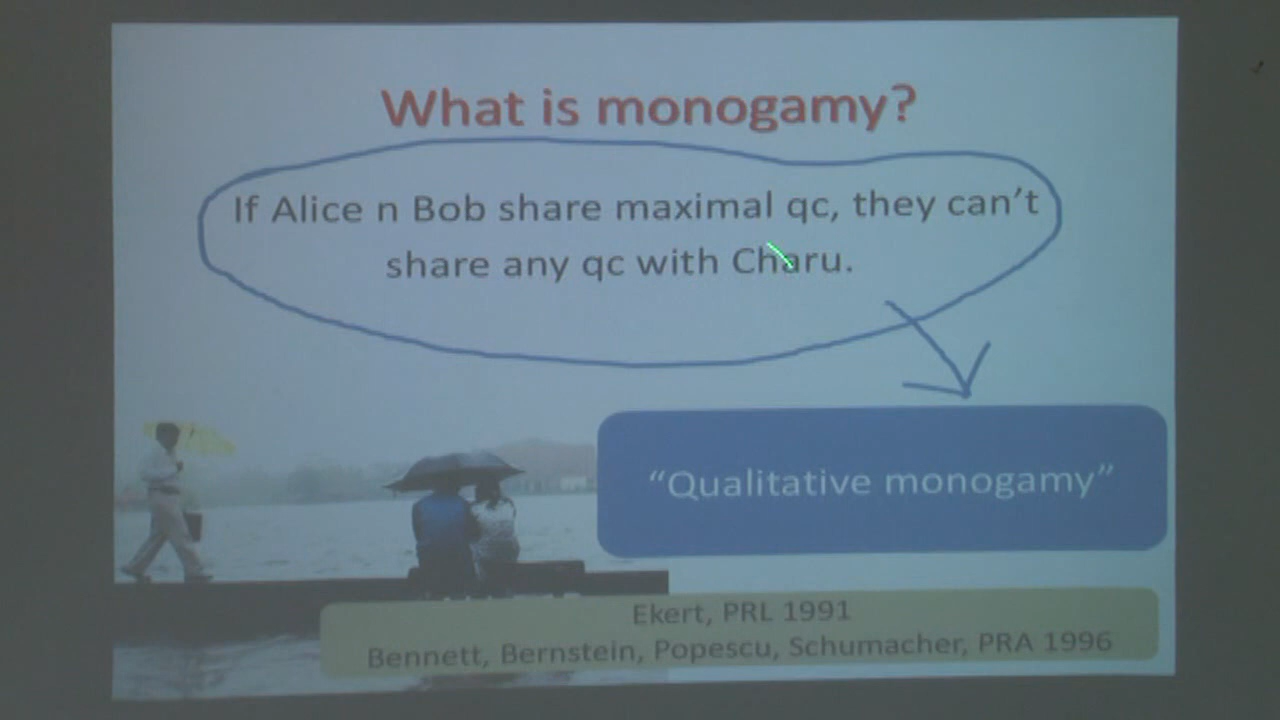 What is monogamy?
If Alice n Bob share maximal qc, they can't
share any qc with Charu.
“Qualitative monogamy”
Ekert, PRL 1991
Bennett, Bernstein, Popescu, Schumacher, PRA 1996